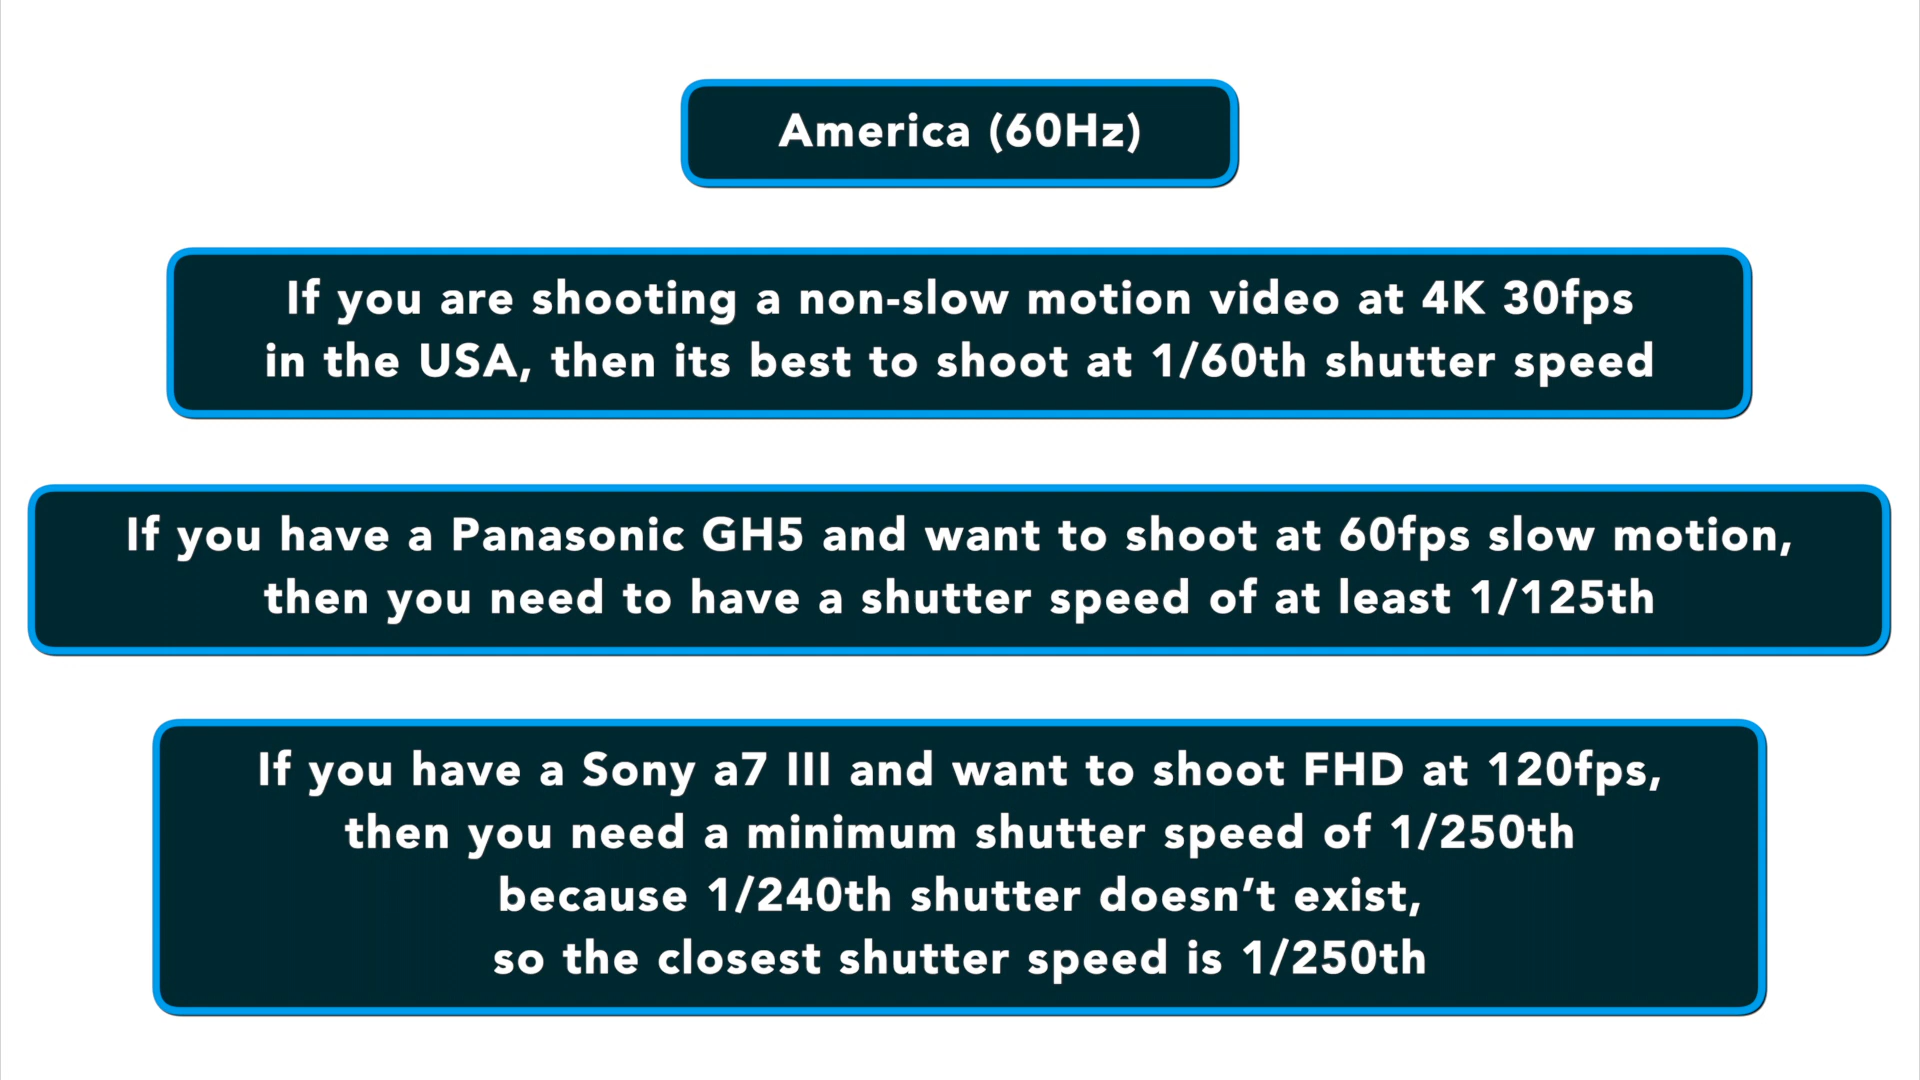 America (60Hz)
If you are shooting a non-slow motion video at 4K 30fps
in the USA, then its best to shoot at 1/60th shutter speed
If you have a Panasonic GH5 and want to shoot at 60fps slow motion,
then you need to have a shutter speed of at least 1/125th
If you have a Sony a7 III and want to shoot FHD at 120fps,
then you need a minimum shutter speed of 1/250th
because 1/240th shutter doesn’t exist,
so the closest shutter speed is 1/250th